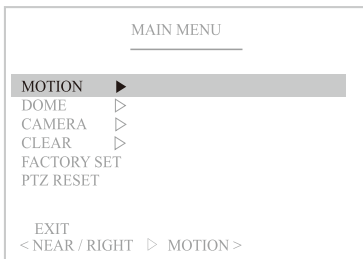 MAIN MENU
MOTION ▶
DOME ▷
CAMERA ▷
CLEAR ▷
FACTORY SET
PTZ RESET
EXIT
< NEAR / RIGHT ▷ MOTION >